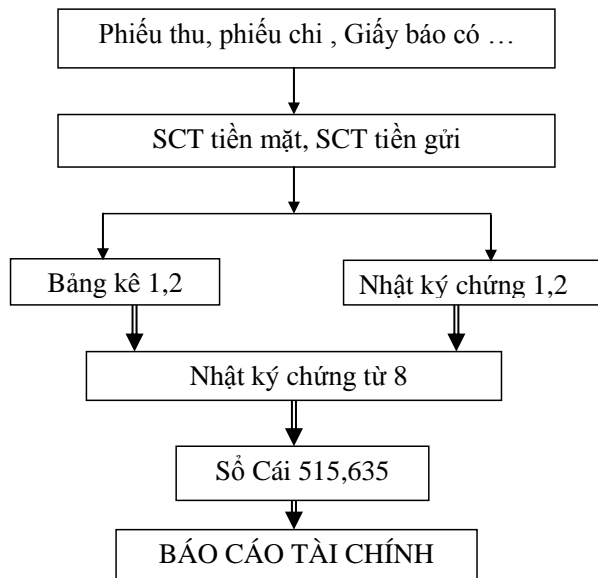 Phiếu thu, phiếu chi , Giấy báo có …
SCT tiền mặt, SCT tiền gửi
Bảng kê 1,2
Nhật ký chứng 1,2
Nhật ký chứng từ 8
Sổ Cái 515,635
BÁO CÁO TÀI CHÍNH